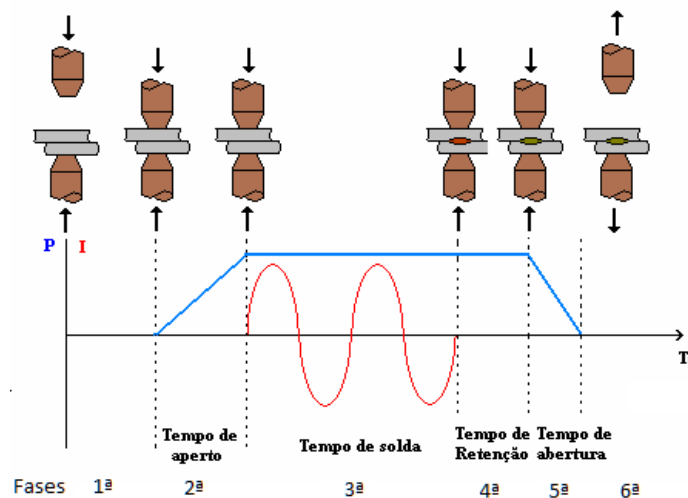 P I
T
Tempo de
aperto
Tempo de solda
Tempo de
Retenção
Tempo de
abertura
Fases 1ª 2ª 3ª 4ª 5ª 6ª